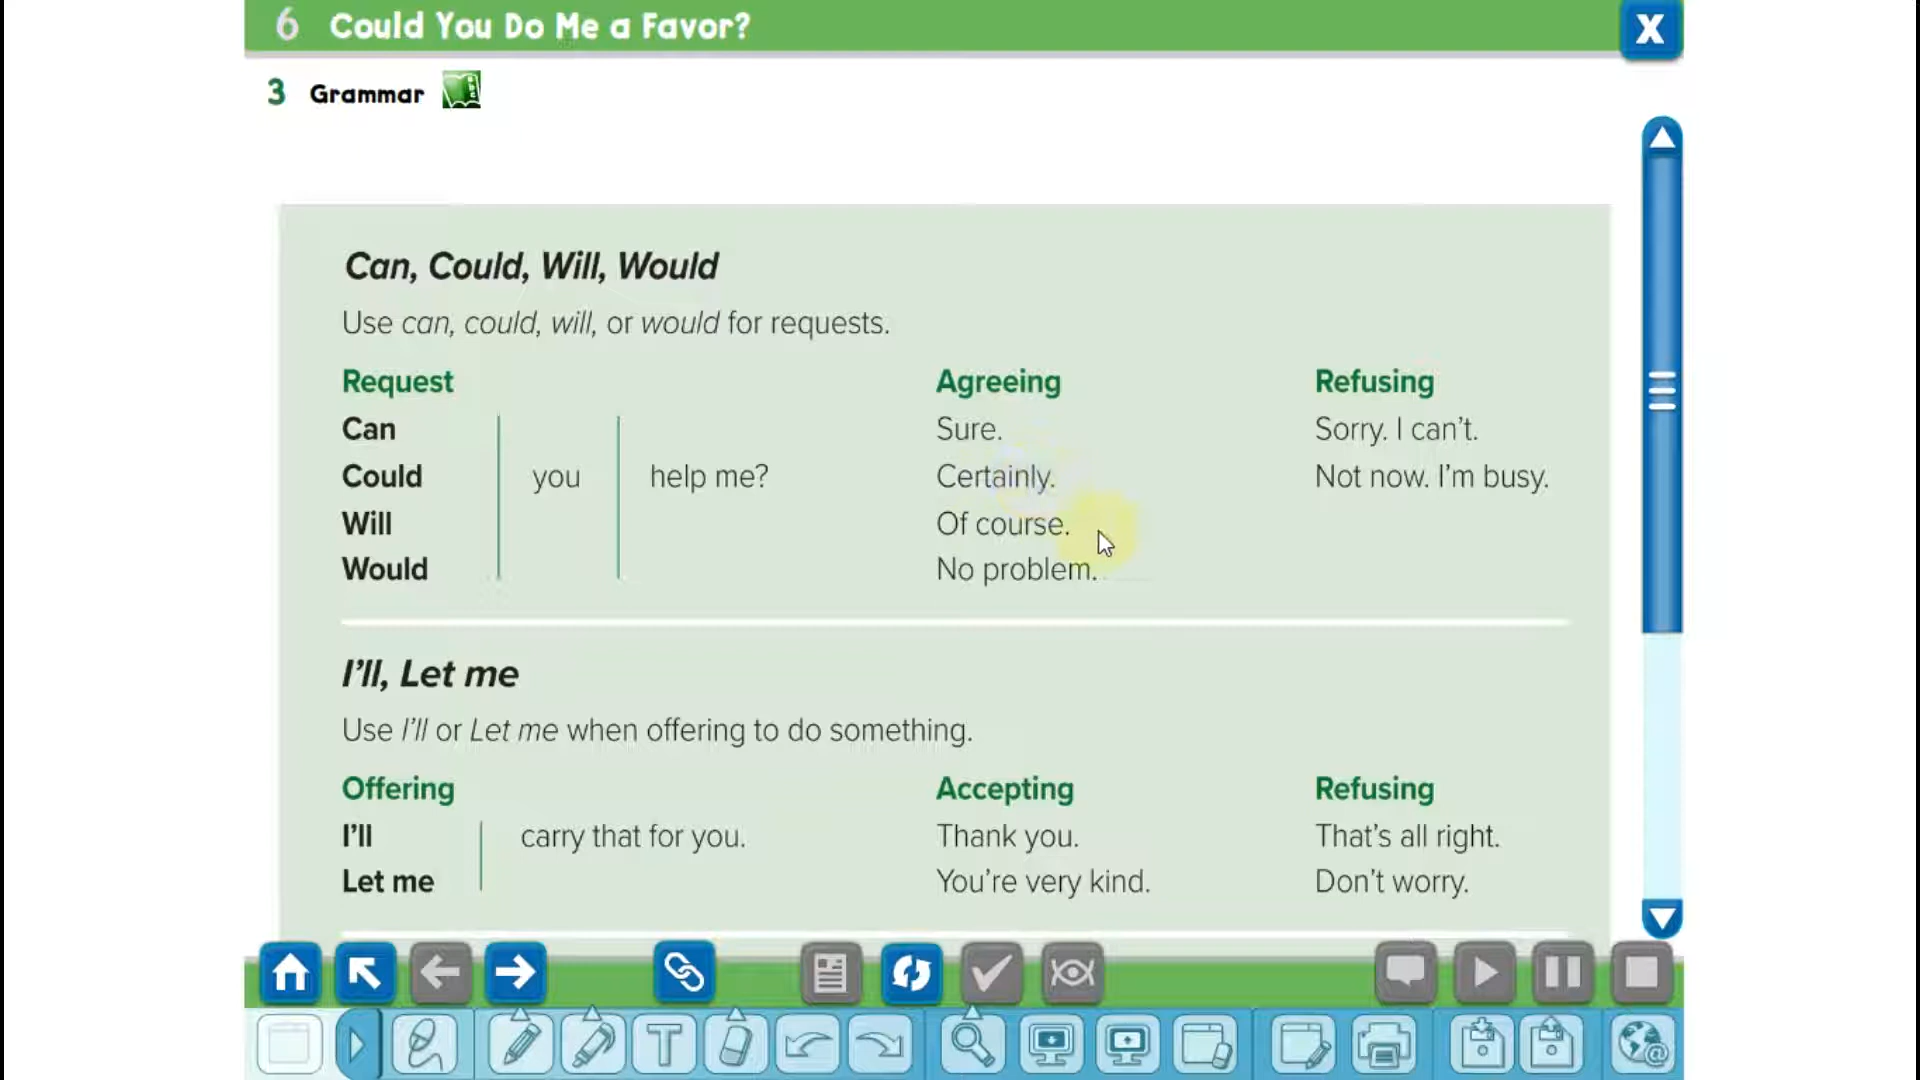 6 Could You Do Me a Favor?
X
3 Grammar
Can, Could, Will, Would
Use can, could, will, or would for requests.
Request Agreeing Refusing
Can Sure. Sorry. I can't.
Could you help me? Certainly. Not now. I'm busy.
Will Of course.
Would No problem.
I'll, Let me
Use I'll or Let me when offering to do something.
Offering Accepting Refusing
I'll carry that for you. Thank you. That's all right.
Let me You're very kind. Don't worry.
T
@